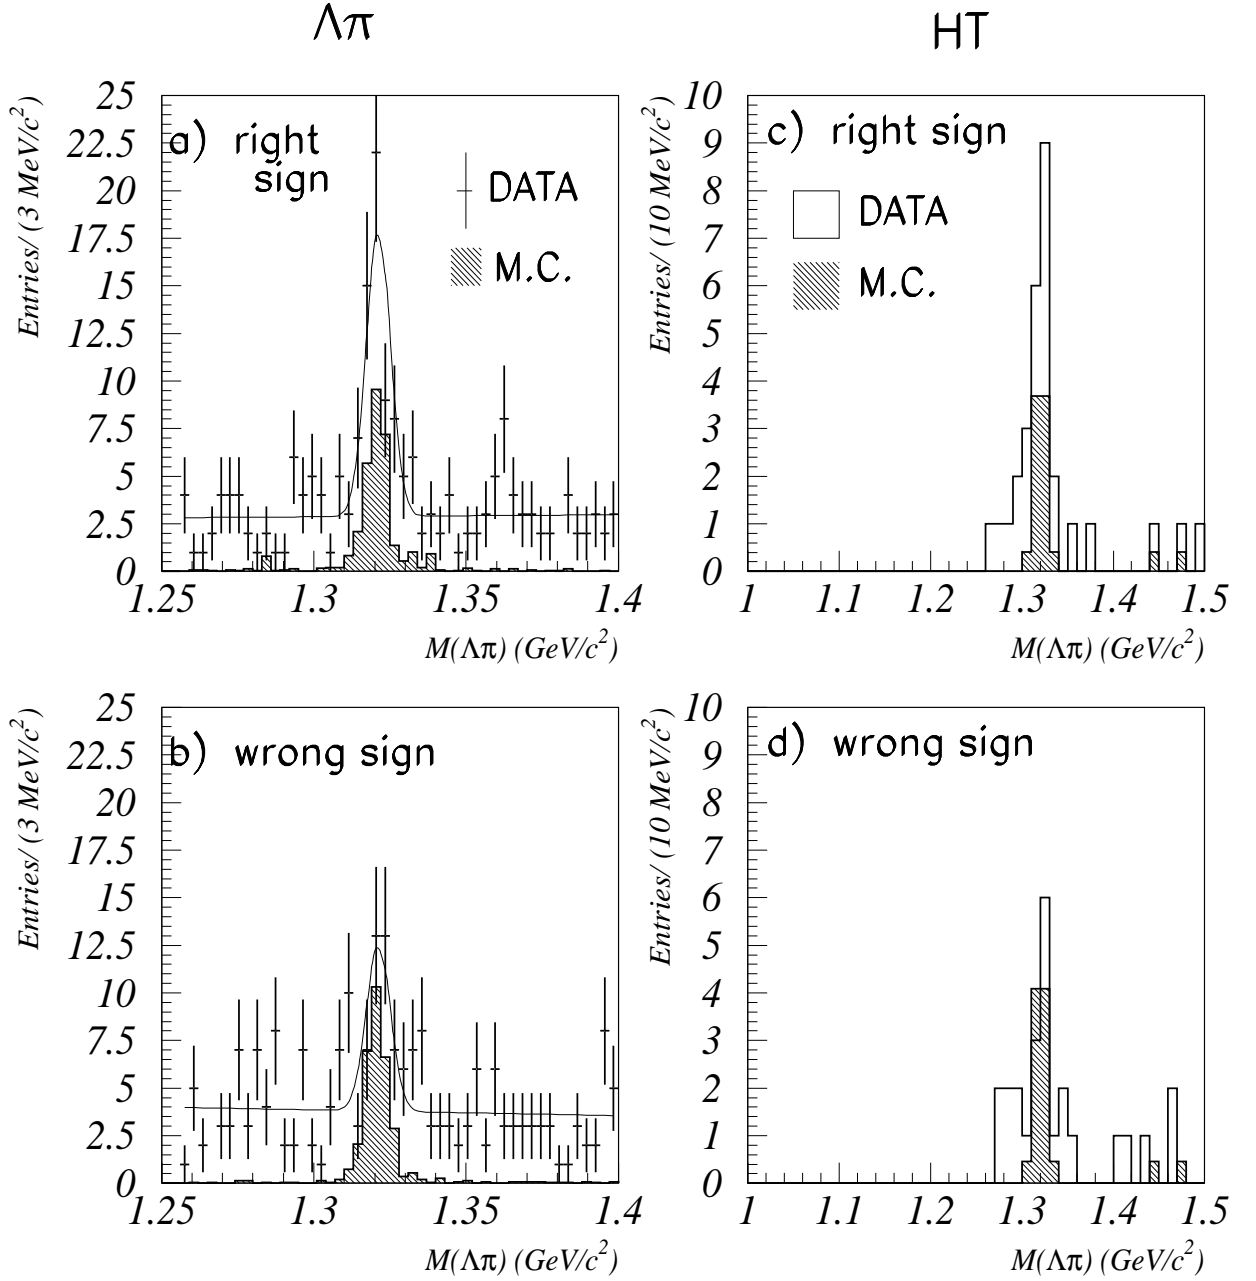 Λπ
HT
Entries/ (3 MeV/c²)
25
22.5
20
17.5
15
12.5
10
7.5
5
2.5
0
a) right
sign
DATA
M.C.
1.25 1.3 1.35 1.4
M(Λπ) (GeV/c²)
Entries/ (10 MeV/c²)
10
9
8
7
6
5
4
3
2
1
0
c) right sign
DATA
M.C.
1 1.1 1.2 1.3 1.4 1.5
M(Λπ) (GeV/c²)
Entries/ (3 MeV/c²)
25
22.5
20
17.5
15
12.5
10
7.5
5
2.5
0
b) wrong sign
1.25 1.3 1.35 1.4
M(Λπ) (GeV/c²)
Entries/ (10 MeV/c²)
10
9
8
7
6
5
4
3
2
1
0
d) wrong sign
1 1.1 1.2 1.3 1.4 1.5
M(Λπ) (GeV/c²)